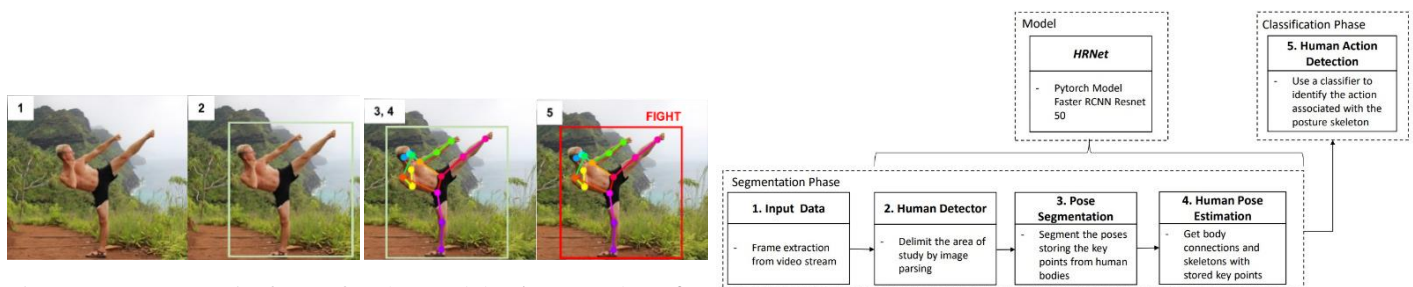 1
2
3, 4
5
FIGHT
Model
HRNet
- Pytorch Model
Faster RCNN Resnet
50
Classification Phase
5. Human Action
Detection
- Use a classifier to
identify the action
associated with the
posture skeleton
Segmentation Phase
1. Input Data
- Frame extraction
from video stream
2. Human Detector
- Delimit the area of
study by image
parsing
3. Pose
Segmentation
- Segment the poses
storing the key
points from human
bodies
4. Human Pose
Estimation
- Get body
connections and
skeletons with
stored key points